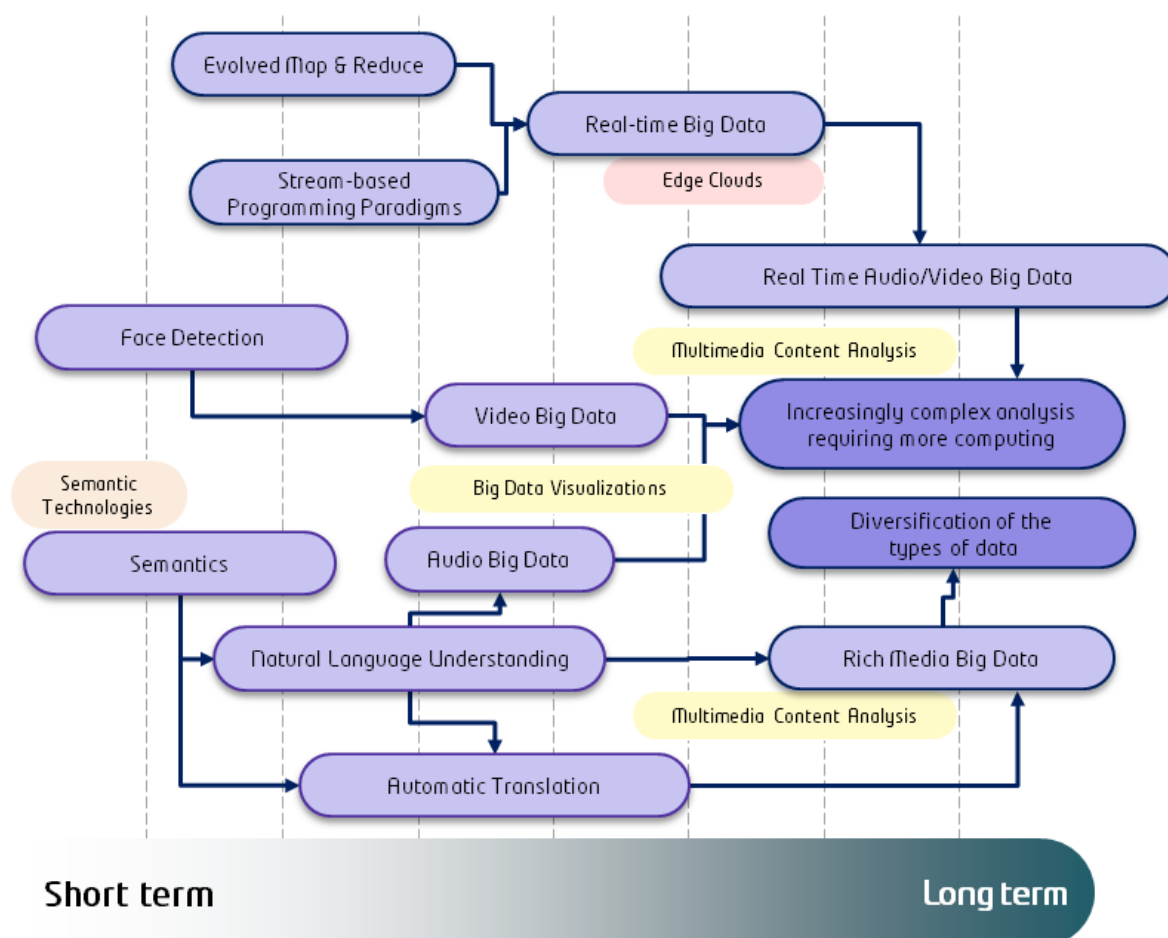 Evolved Map & Reduce
Real-time Big Data
Stream-based
Programming Paradigms
Edge Clouds
Real Time Audio/Video Big Data
Face Detection
Multimedia Content Analysis
Video Big Data
Increasingly complex analysis
requiring more computing
Semantic
Technologies
Big Data Visualizations
Diversification of the
types of data
Semantics
Audio Big Data
Natural Language Understanding
Rich Media Big Data
Multimedia Content Analysis
Automatic Translation
Short term
Long term